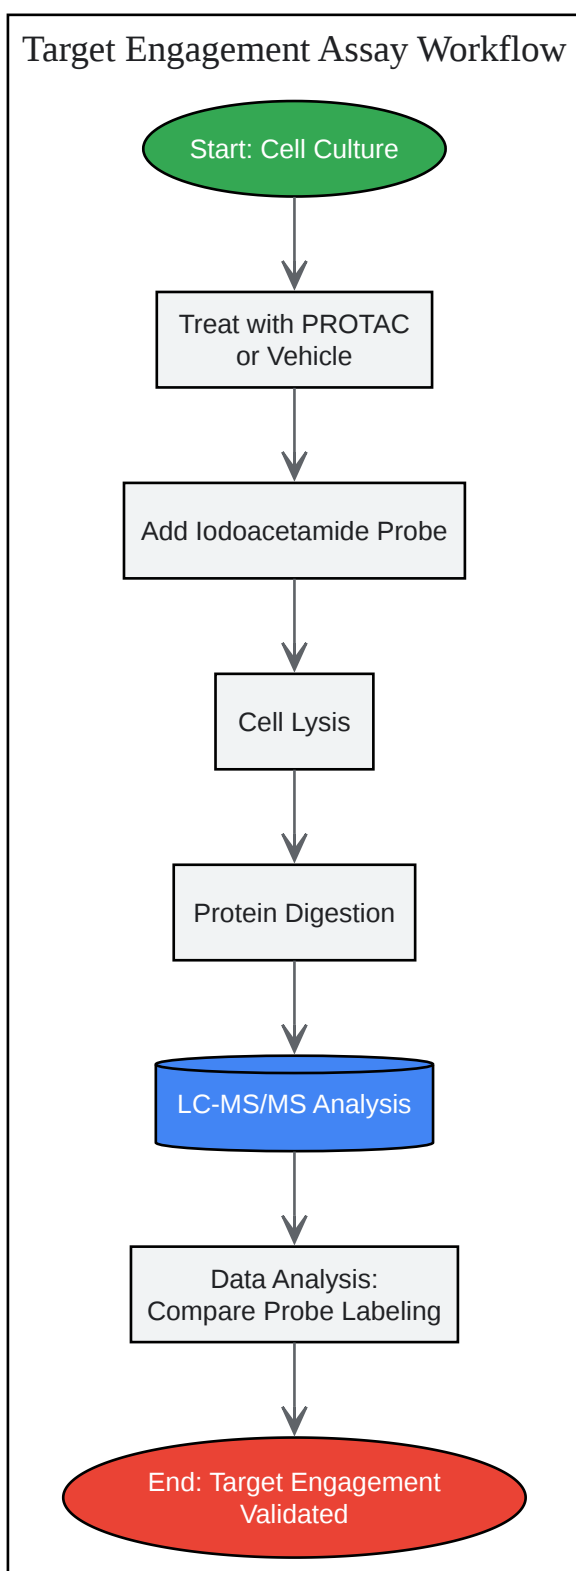 Target Engagement Assay Workflow
Start: Cell Culture
Treat with PROTAC
or Vehicle
Add Iodoacetamide Probe
Cell Lysis
Protein Digestion
LC-MS/MS Analysis
Data Analysis:
Compare Probe Labeling
End: Target Engagement
Validated